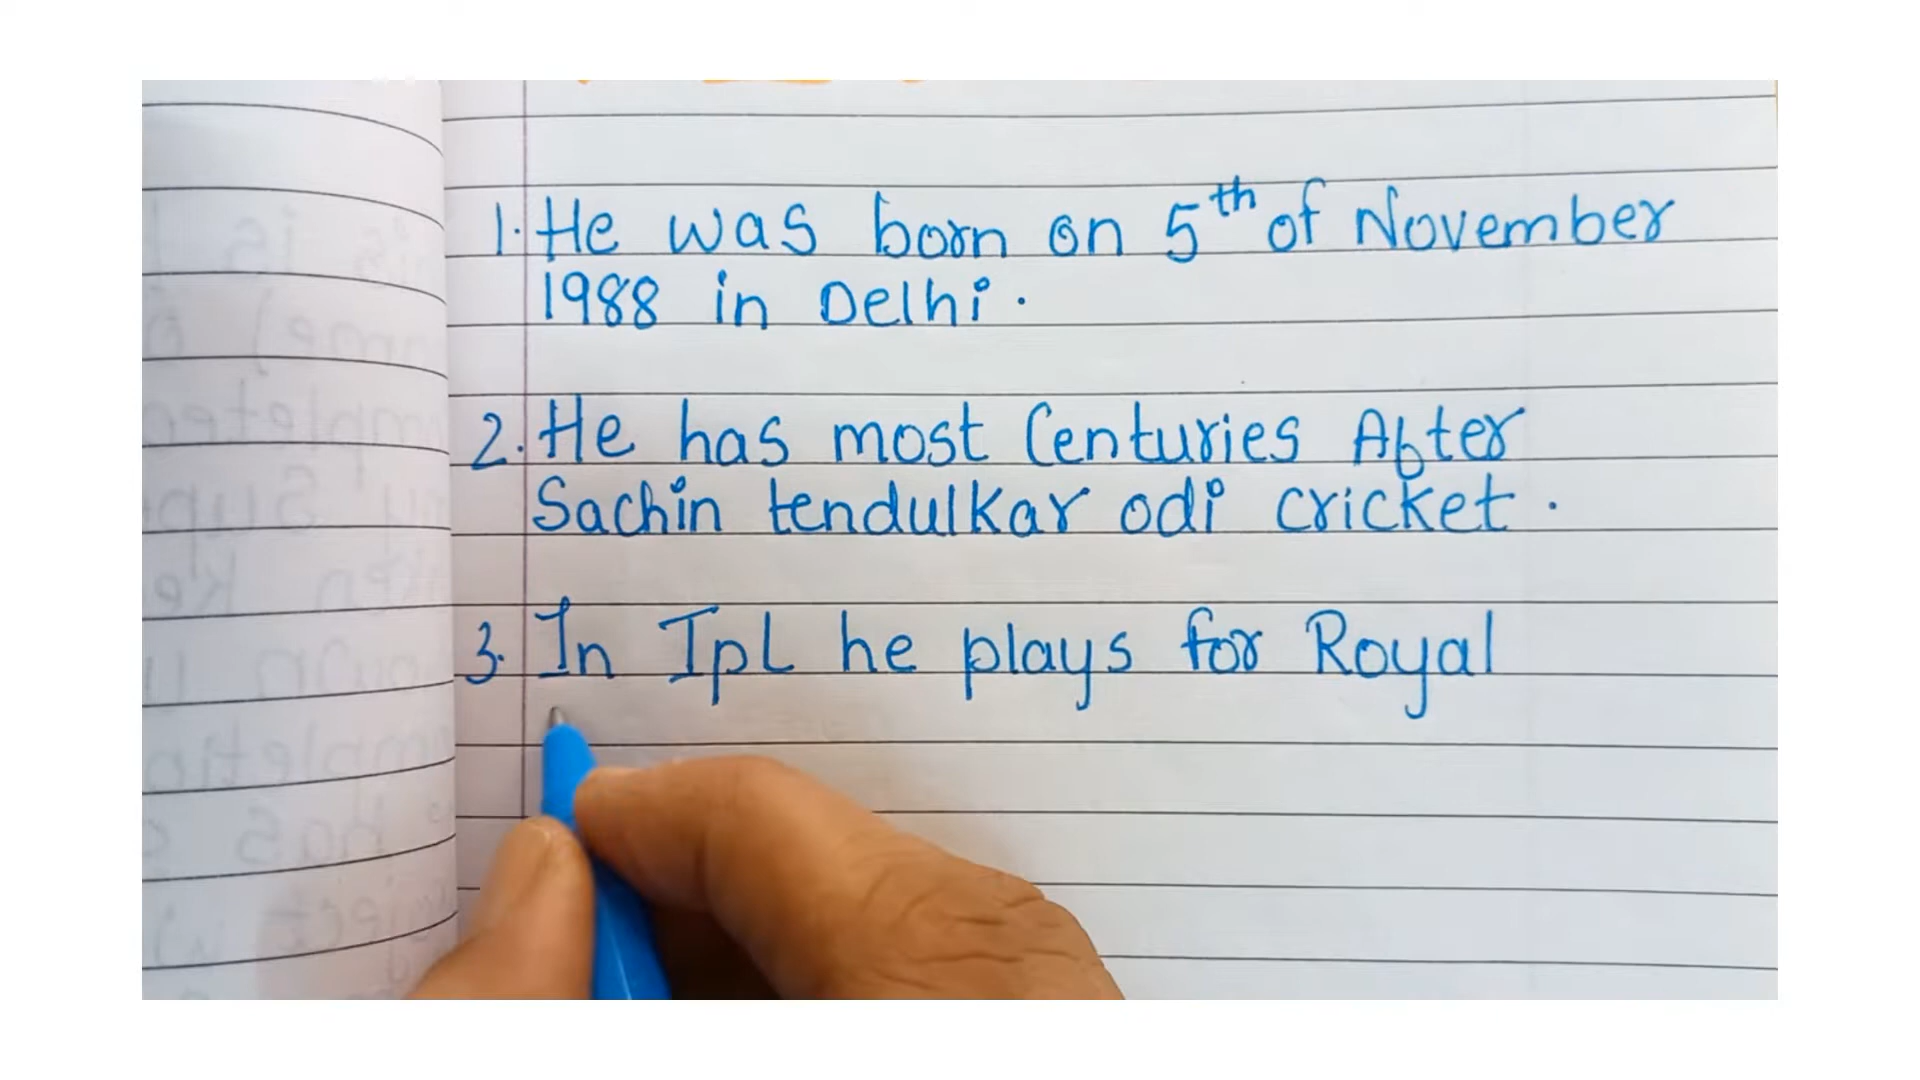 1. He was born on 5th of November
1988 in Delhi.
2. He has most Centuries After
Sachin tendulkar odi cricket.
3. In IpL he plays for Royal